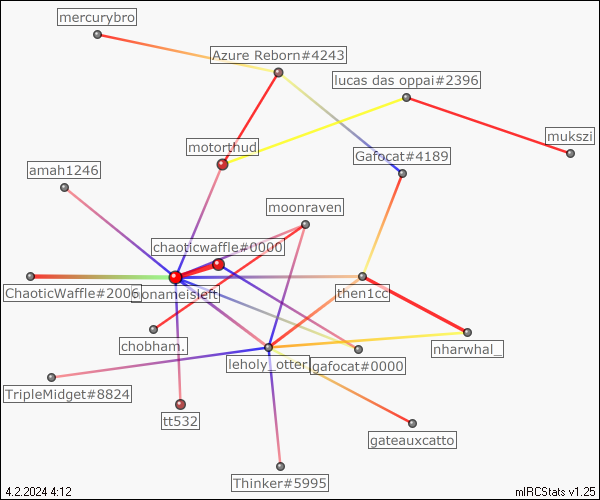 mercurybro
Azure Reborn#4243
lucas das oppai#2396
mukszi
motorthud
Gafocat#4189
amah1246
moonraven
chaoticwaffle#0000
ChaoticWaffle#2006
nonameisleft
then1cc
chobham.
nharwhal_
leholy_otter
gafocat#0000
TripleMidget#8824
tt532
gateauxcatto
Thinker#5995
4.2.2024 4:12
mIRCStats v1.25